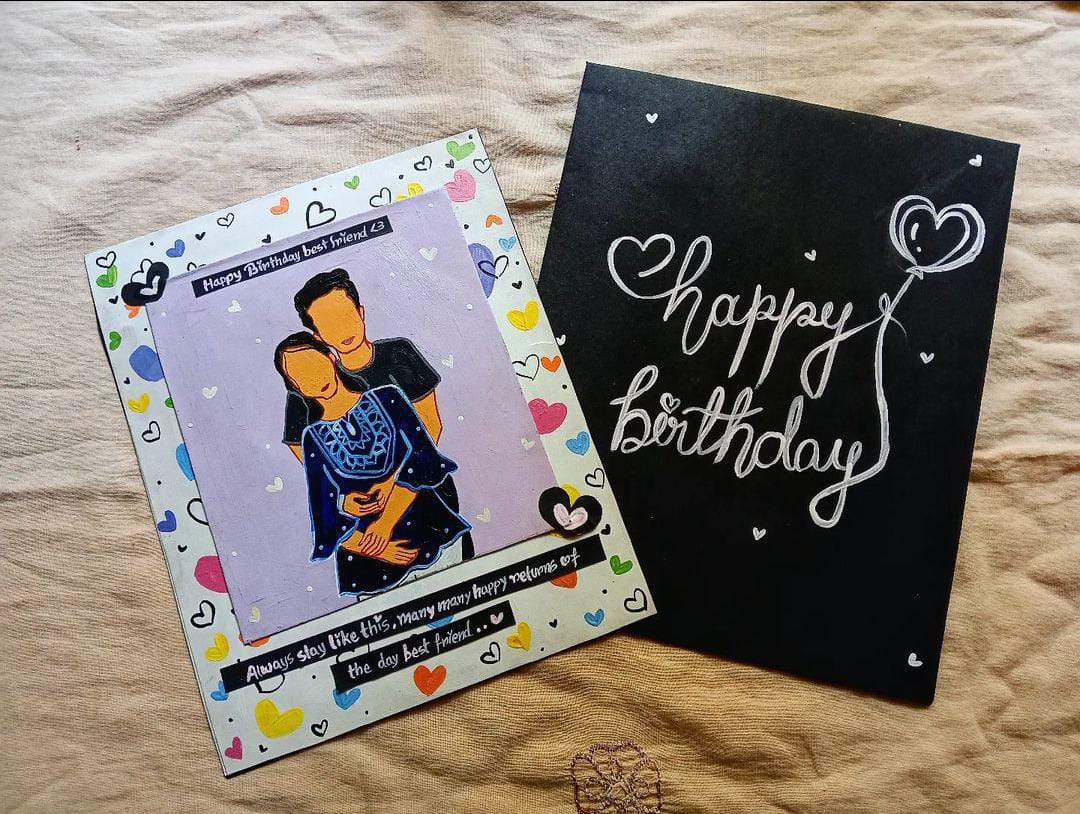 Happy Birthday best friend <3
Always stay like this, many many happy returns of
the day best friend..
happy
birthday